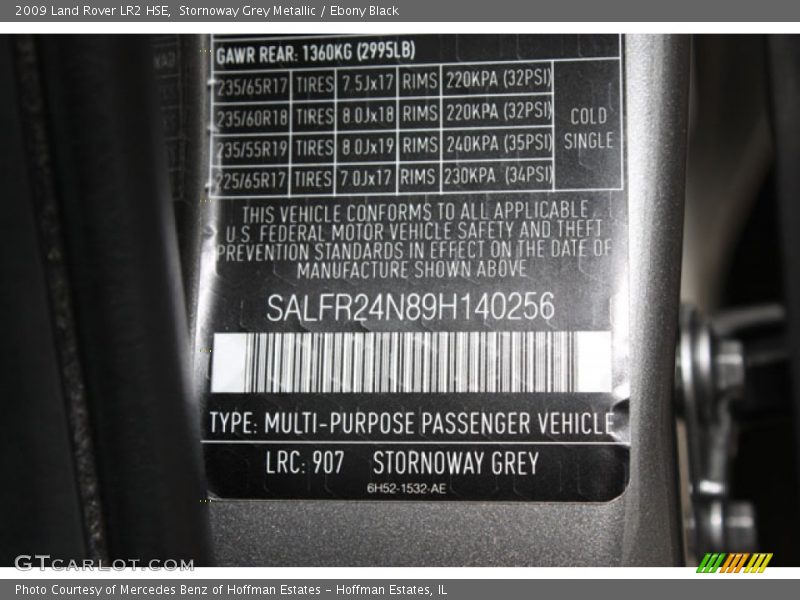 2009 Land Rover LR2 HSE, Stornoway Grey Metallic / Ebony Black
GAWR REAR: 1360KG (2995LB)
235/65R17 TIRES 7.5Jx17 RIMS 220KPA (32PSI)
235/60R18 TIRES 8.0Jx18 RIMS 220KPA (32PSI)
235/55R19 TIRES 8.0Jx19 RIMS 240KPA (35PSI)
225/65R17 TIRES 7.0Jx17 RIMS 230KPA (34PSI)
COLD
SINGLE
THIS VEHICLE CONFORMS TO ALL APPLICABLE
U.S. FEDERAL MOTOR VEHICLE SAFETY AND THEFT
PREVENTION STANDARDS IN EFFECT ON THE DATE OF
MANUFACTURE SHOWN ABOVE
SALFR24N89H140256
TYPE: MULTI-PURPOSE PASSENGER VEHICLE
LRC: 907 STORNOWAY GREY
6H52-1532-AE
GTCARLOT.COM
Photo Courtesy of Mercedes Benz of Hoffman Estates - Hoffman Estates, IL